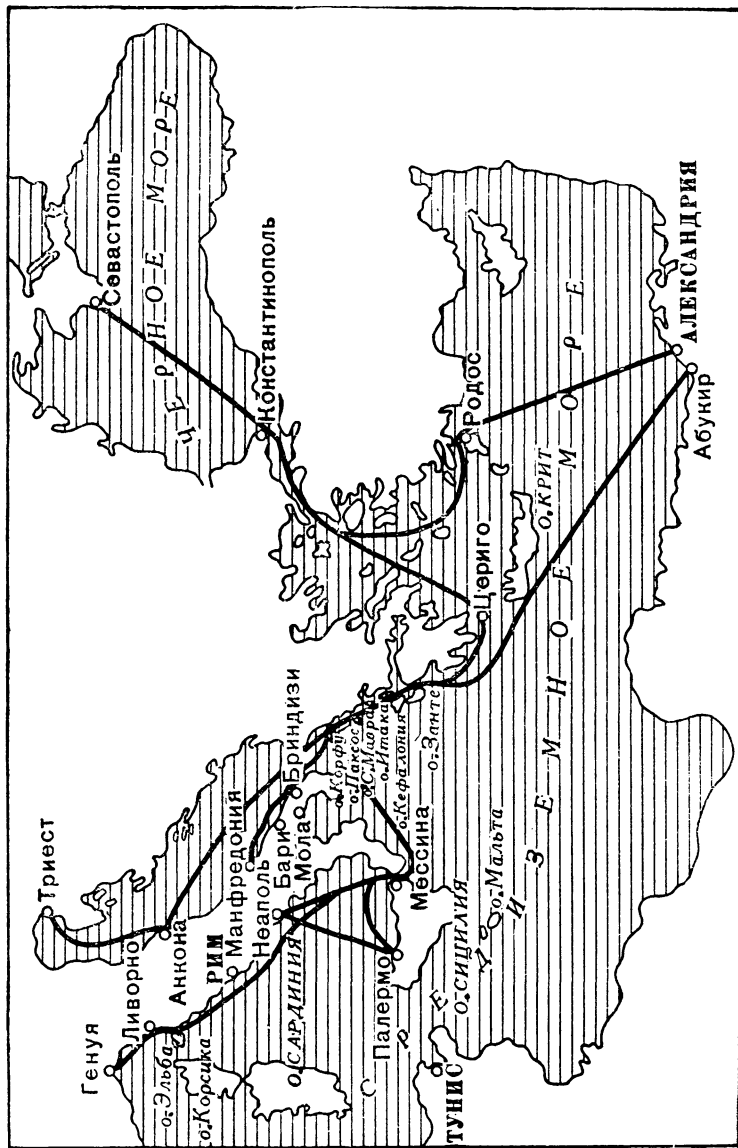 ЧЕРНОЕ МОРЕ
Севастополь
Константинополь
Родос
АЛЕКСАНДРИЯ
Абукир
о. КРИТ
Цериго
СРЕДИЗЕМНОЕ МОРЕ
Триест
Генуя
Ливорно
Анкона
РИМ
Манфредония
Неаполь
Бари
Мола
Бриндизи
о. Корфу
о. Паксос
о. С. Мавра
о. Итака
о. Кефалония
о. Занте
о. Эльба
о. Корсика
о. САРДИНИЯ
Палермо
Мессина
о. СИЦИЛИЯ
о. Мальта
ТУНИС